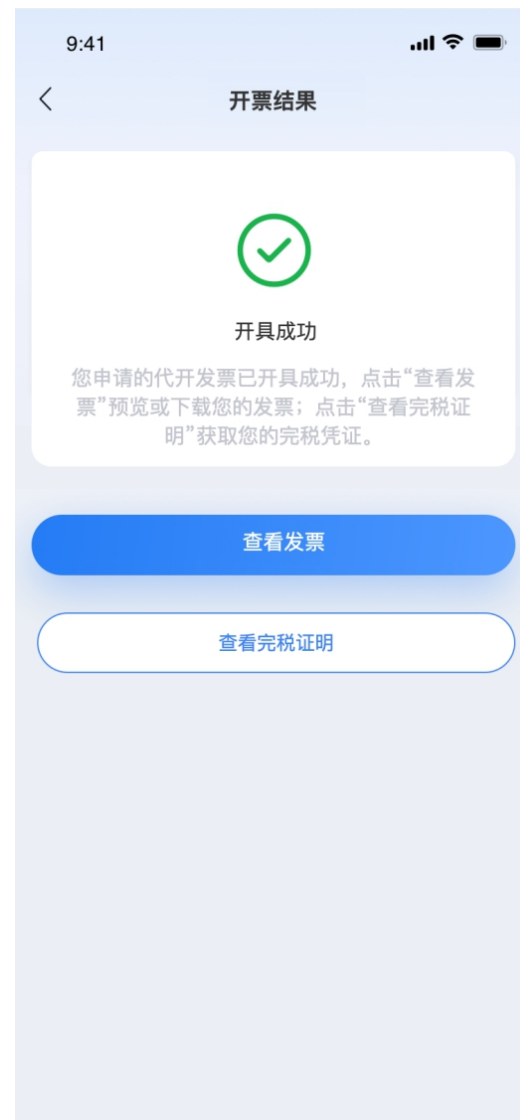 9:41
开票结果
开具成功
您申请的代开发票已开具成功，点击“查看发
票”预览或下载您的发票；点击“查看完税证
明”获取您的完税凭证。
查看发票
查看完税证明